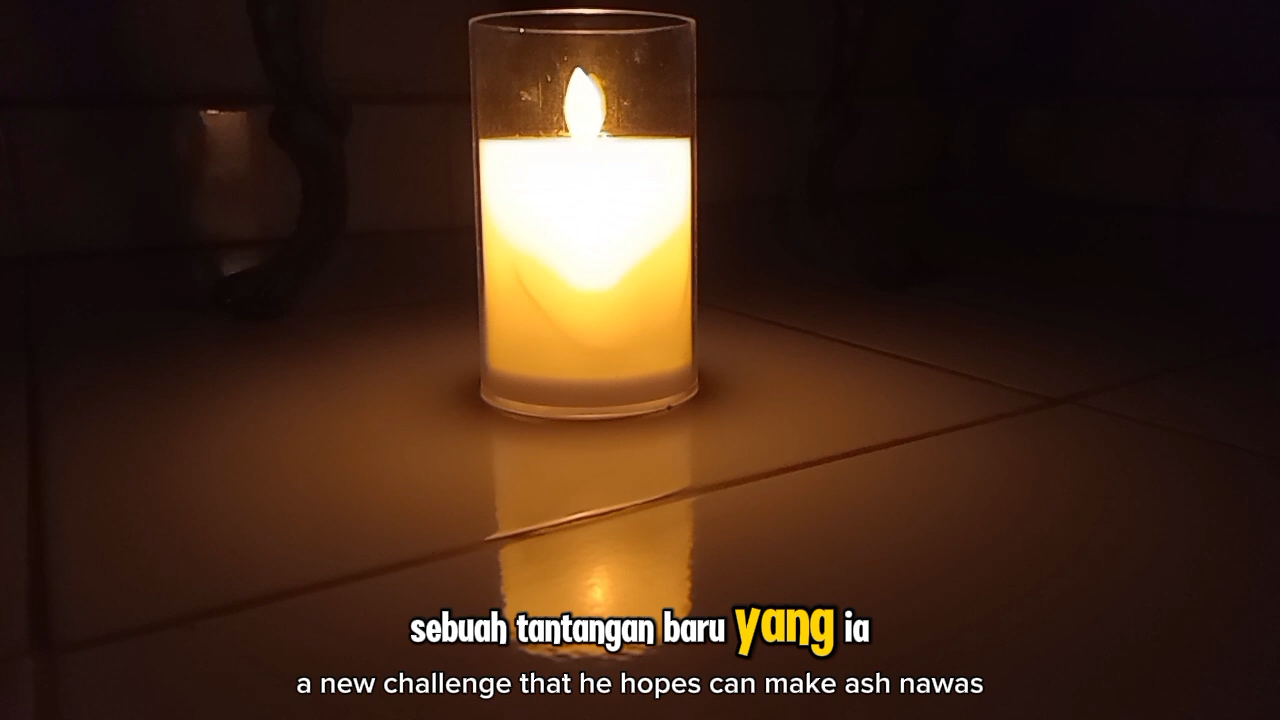 sebuah tantangan baru yang ia
a new challenge that he hopes can make ash nawas